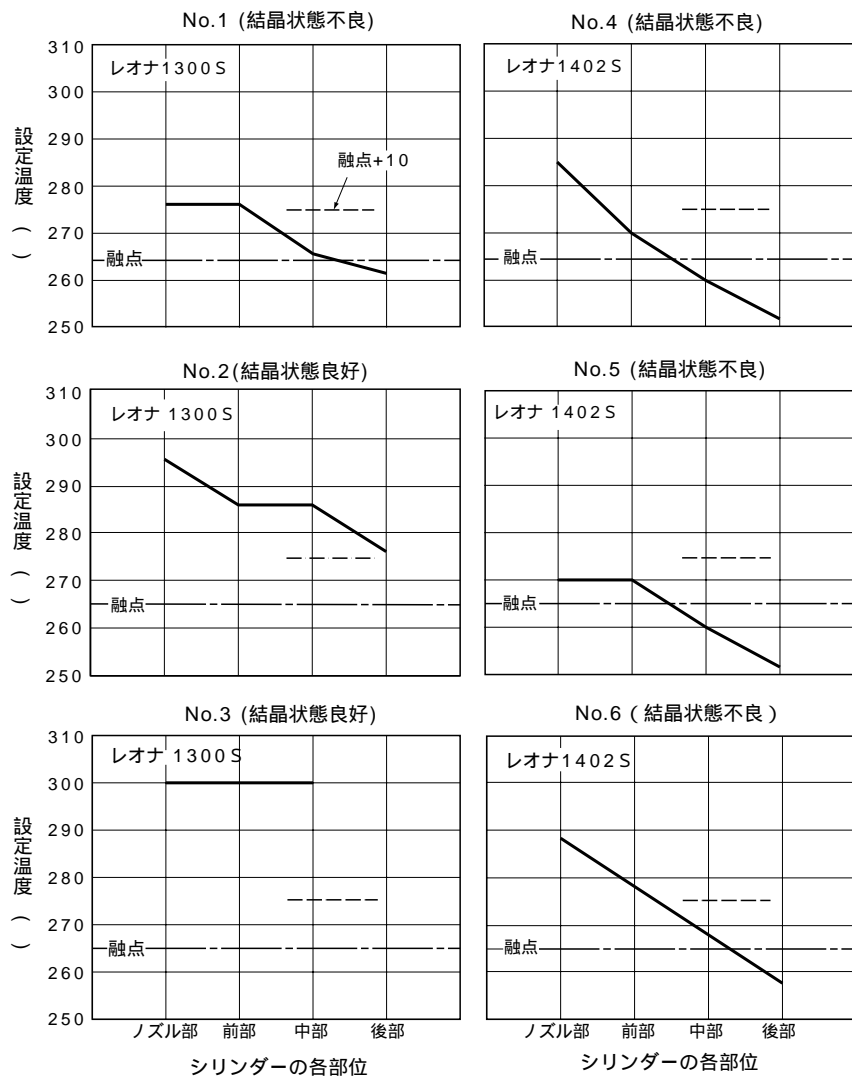 No.1 (結晶状態不良)
レオナ1300S
融点+10
融点
310
300
290
280
270
260
250
設定温度 ( )
No.4 (結晶状態不良)
レオナ1402S
融点
No.2(結晶状態良好)
レオナ 1300S
融点
310
300
290
280
270
260
250
設定温度 ( )
No.5 (結晶状態不良)
レオナ 1402S
融点
No.3 (結晶状態良好)
レオナ 1300S
融点
310
300
290
280
270
260
250
設定温度 ( )
ノズル部 前部 中部 後部
シリンダーの各部位
No.6 ( 結晶状態不良 )
レオナ1402S
融点
ノズル部 前部 中部 後部
シリンダーの各部位